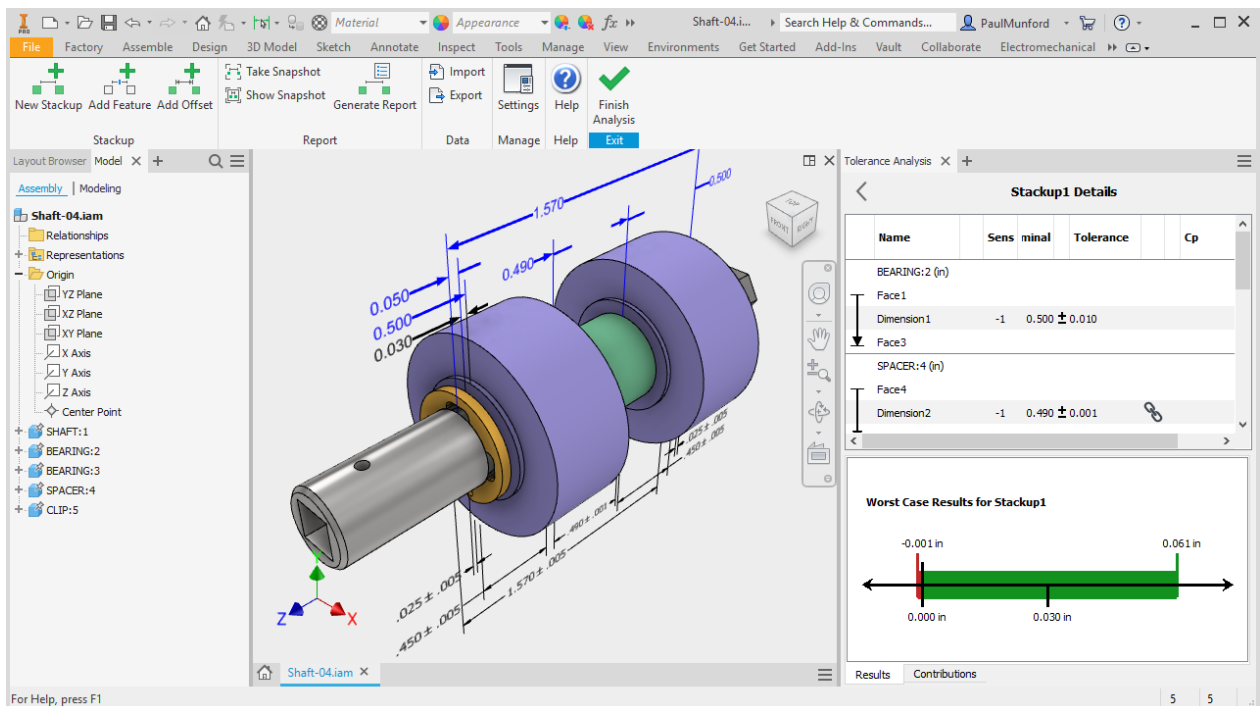 PRO
Material
Appearance
Shaft-04.i...
Search Help & Commands...
PaulMunford
File Factory Assemble Design 3D Model Sketch Annotate Inspect Tools Manage View Environments Get Started Add-Ins Vault Collaborate Electromechanical
New Stackup
Add Feature
Add Offset
Stackup
Take Snapshot
Show Snapshot
Generate Report
Report
Import
Export
Data
Settings
Manage
Help
Help
Finish
Analysis
Exit
Layout Browser
Model
Assembly | Modeling
Shaft-04.iam
Relationships
Representations
Origin
YZ Plane
XZ Plane
XY Plane
X Axis
Y Axis
Z Axis
Center Point
SHAFT:1
BEARING:2
BEARING:3
SPACER:4
CLIP:5
1.570
0.500
0.490
0.050
0.500
0.030
TOP
FRONT
RIGHT
.025 ± .005
.450 ± .005
.490 ± .001
1.570 ± .005
.025 ± .005
.450 ± .005
Y
Z
X
Shaft-04.iam
Tolerance Analysis
Stackup1 Details
Name Sens minal Tolerance Cp
BEARING:2 (in)
Face1
Dimension1 -1 0.500 ± 0.010
Face3
SPACER:4 (in)
Face4
Dimension2 -1 0.490 ± 0.001
Worst Case Results for Stackup1
-0.001 in
0.061 in
0.000 in
0.030 in
Results
Contributions
For Help, press F1
5 5